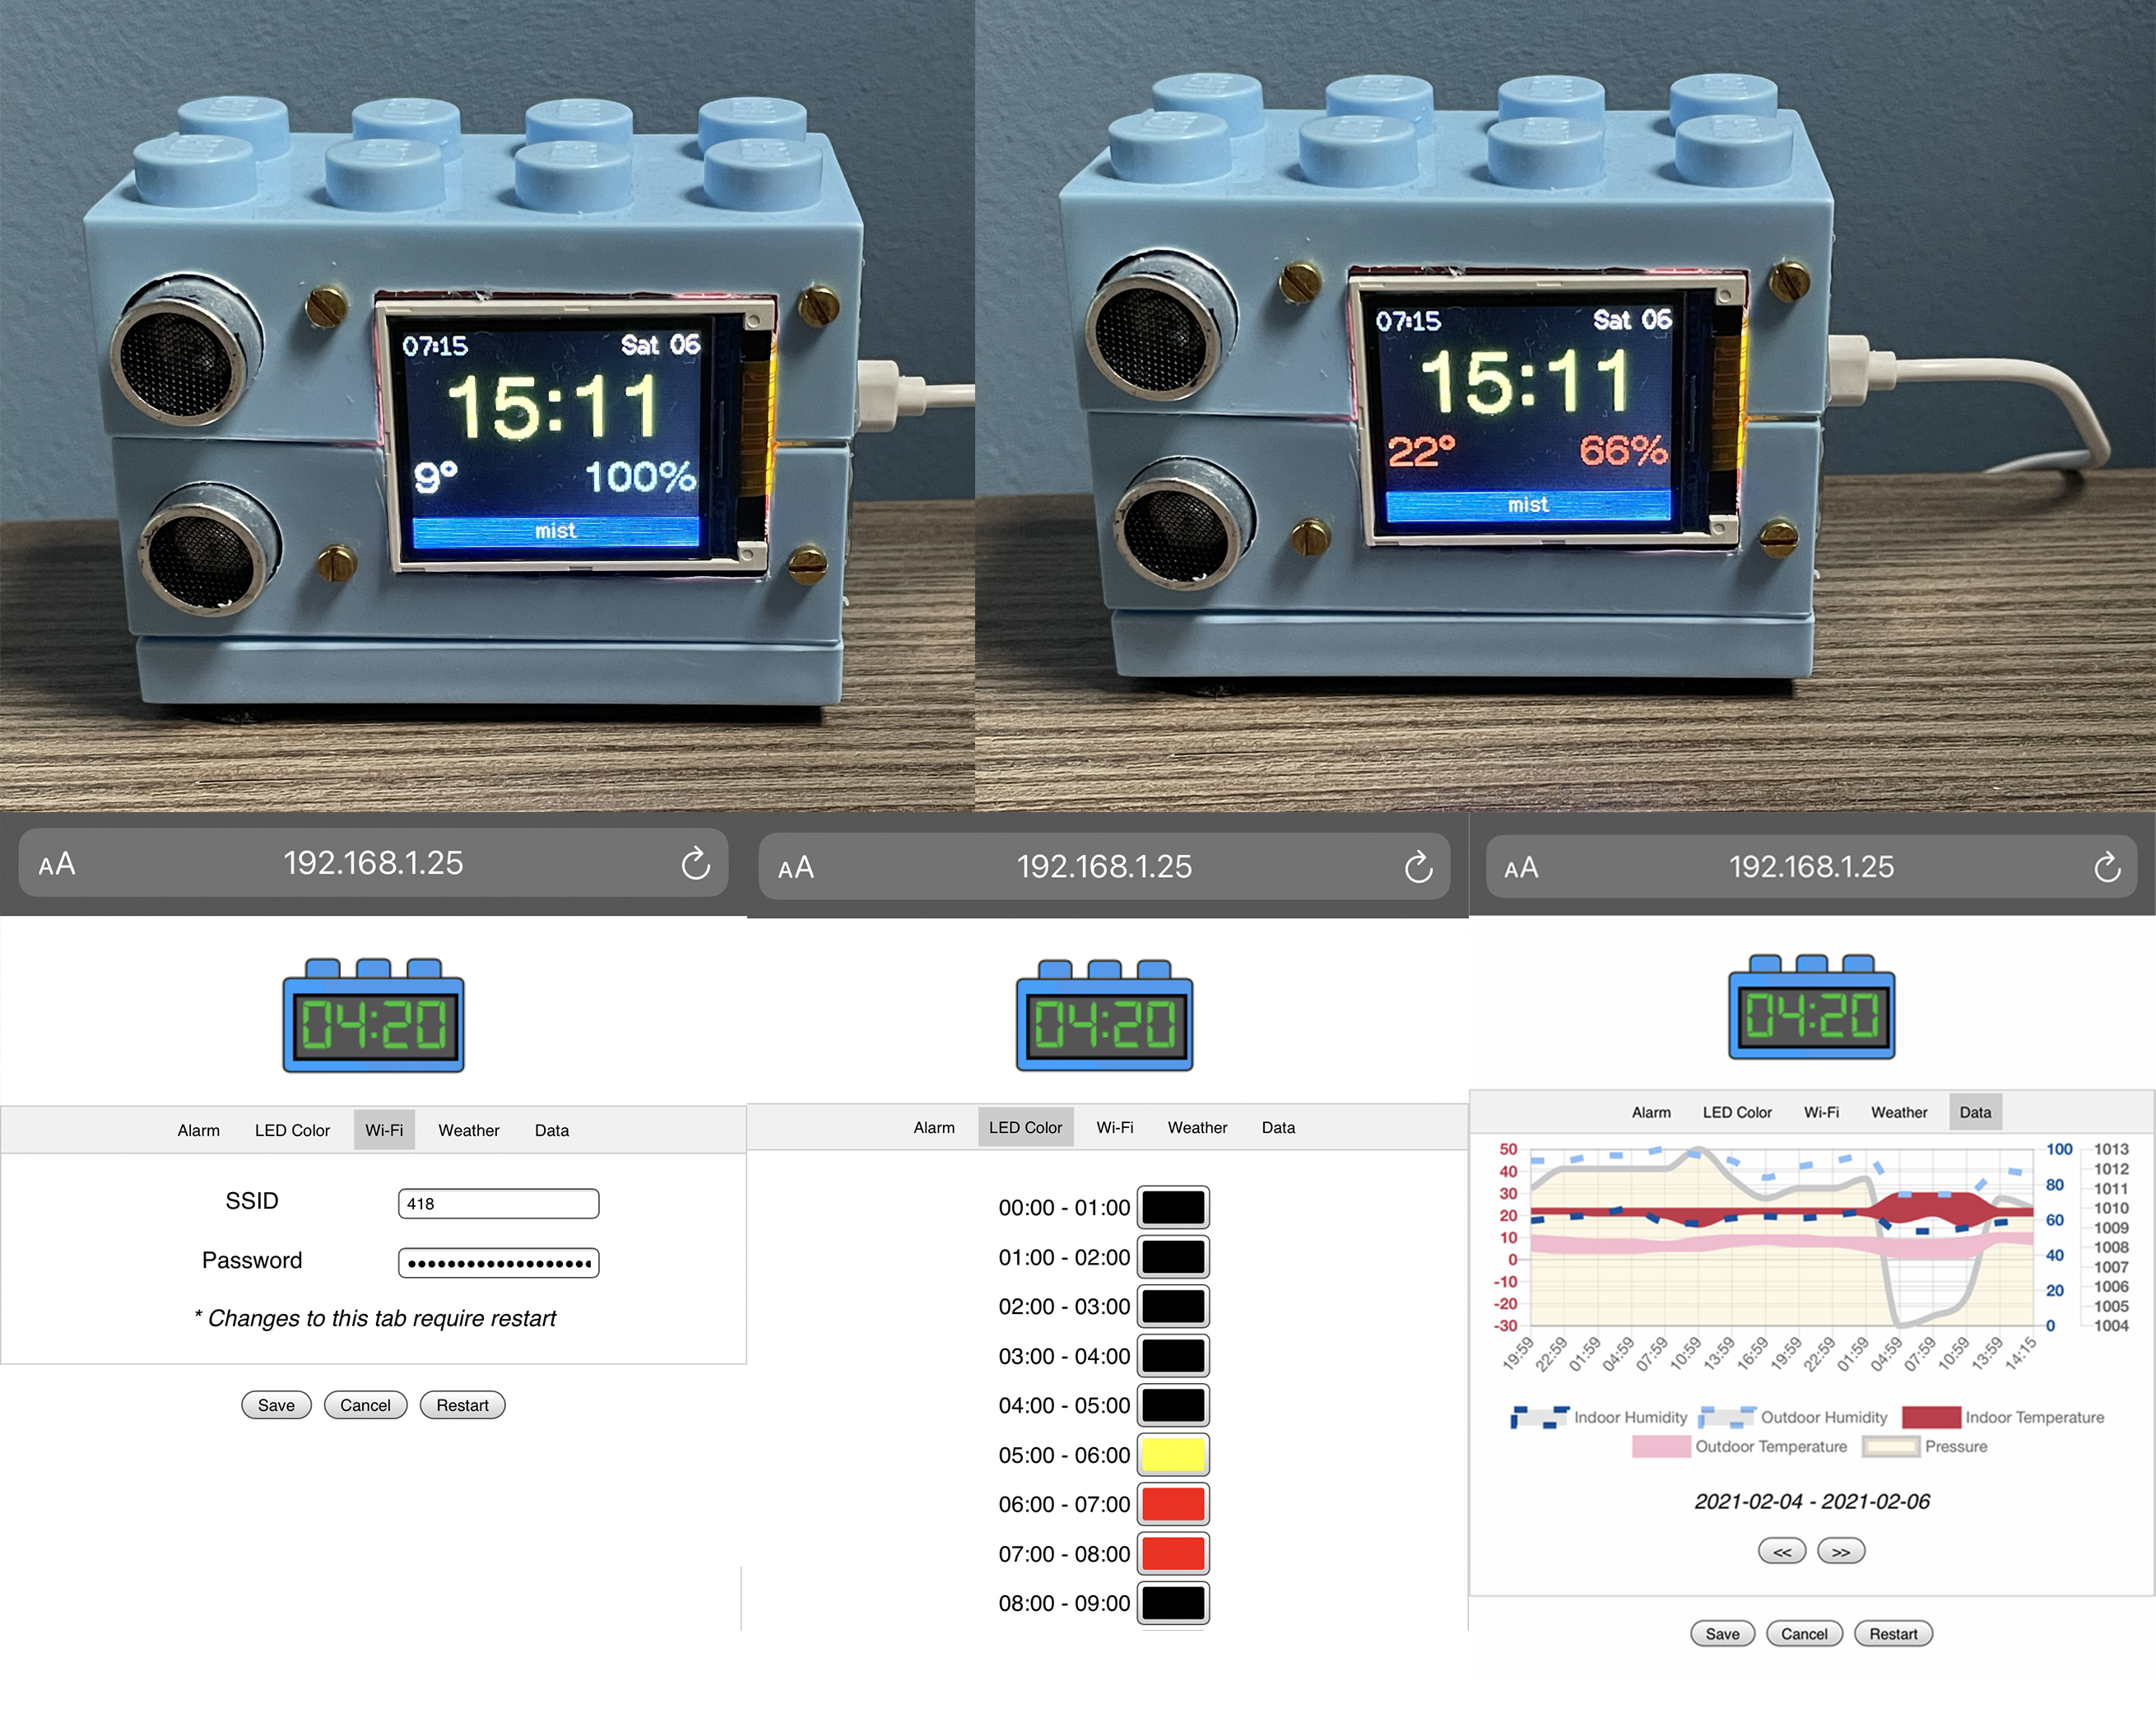 07:15 Sat 06
15:11
9° 100%
mist
07:15 Sat 06
15:11
22° 66%
mist
AA 192.168.1.25
04:20
Alarm LED Color Wi-Fi Weather Data
SSID 418
Password ••••••••••••••••••
* Changes to this tab require restart
Save Cancel Restart
AA 192.168.1.25
04:20
Alarm LED Color Wi-Fi Weather Data
00:00 - 01:00
01:00 - 02:00
02:00 - 03:00
03:00 - 04:00
04:00 - 05:00
05:00 - 06:00
06:00 - 07:00
07:00 - 08:00
08:00 - 09:00
AA 192.168.1.25
04:20
Alarm LED Color Wi-Fi Weather Data
50 100 1013
40 1012
30 80 1011
20 1010
10 60 1009
0 40 1008
-10 1007
-20 20 1006
-30 1005
0 1004
19:59 22:59 01:59 04:59 07:59 10:59 13:59 16:59 19:59 22:59 01:59 04:59 07:59 10:59 13:59 14:15
Indoor Humidity Outdoor Humidity Indoor Temperature
Outdoor Temperature Pressure
2021-02-04 - 2021-02-06
<< >>
Save Cancel Restart